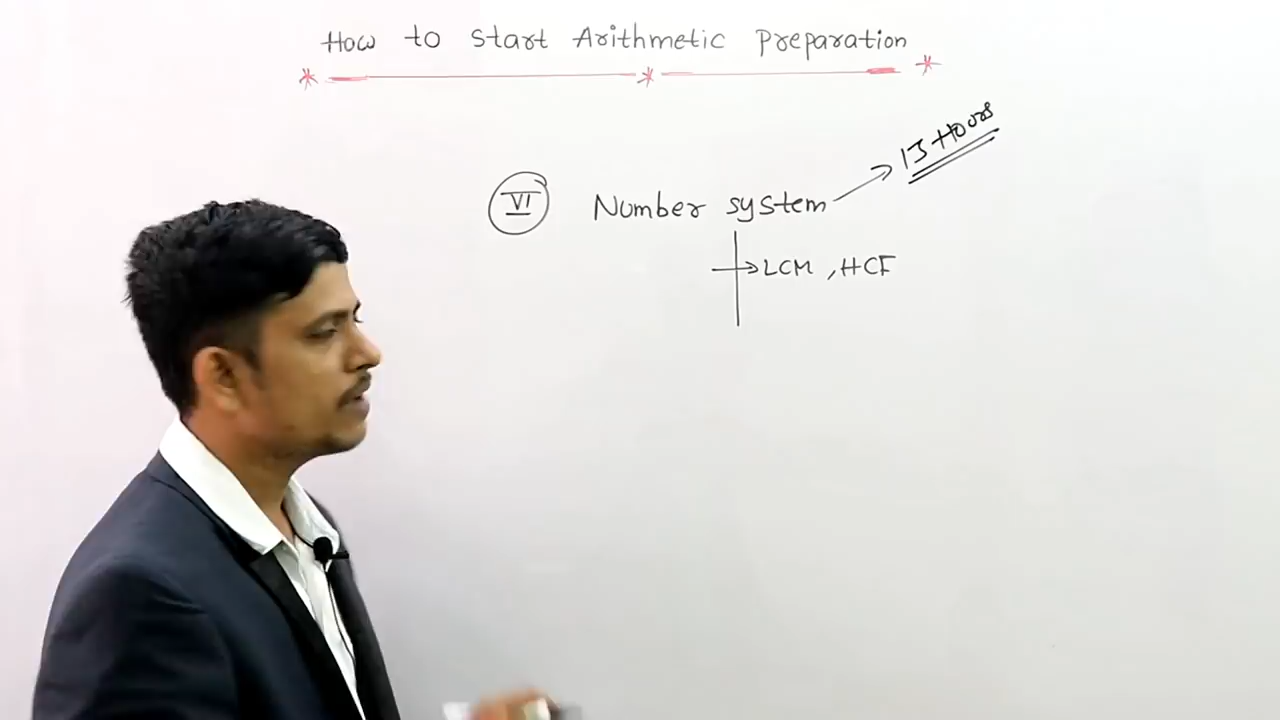 How to start Arithmetic Preparation
13 Hours
VI Number system
LCM, HCF